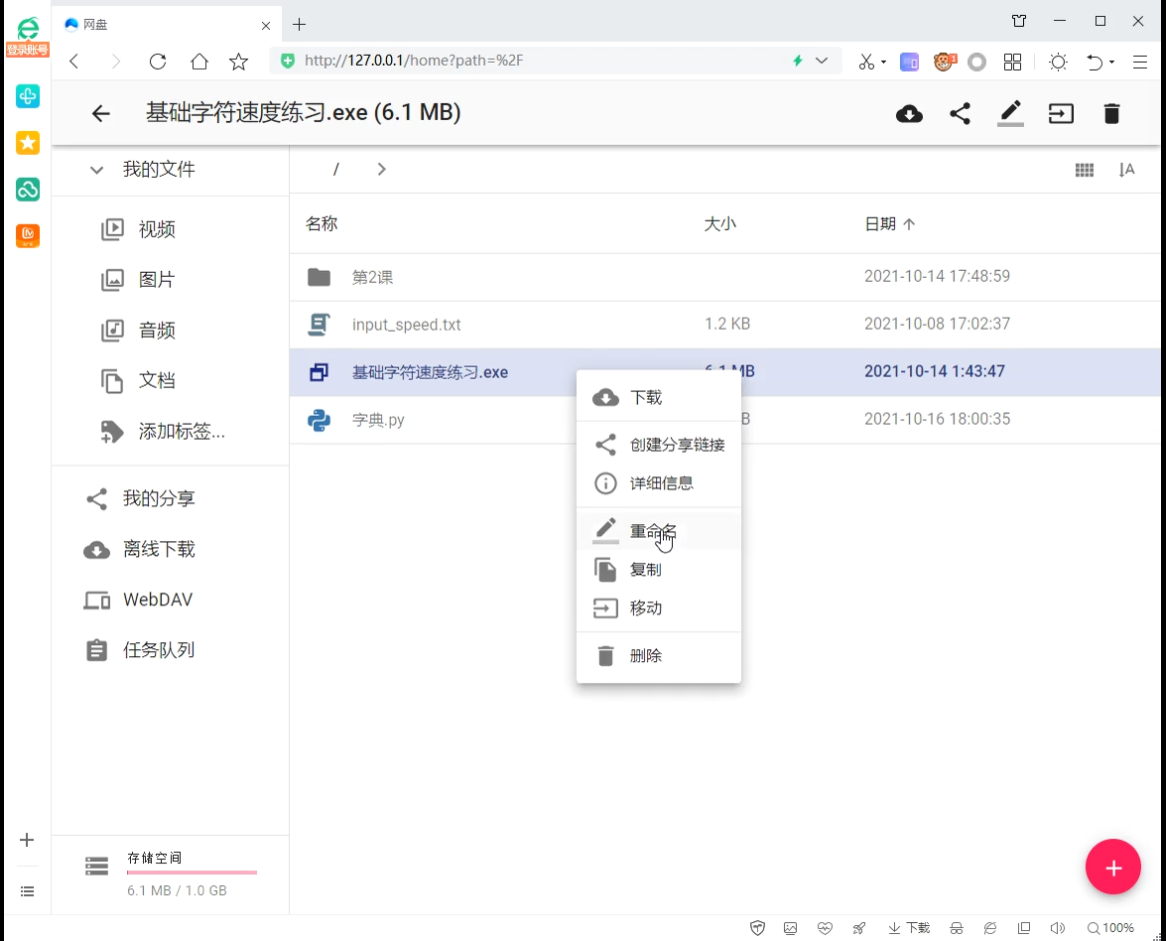 网盘
登录账号
http://127.0.0.1/home?path=%2F
基础字符速度练习.exe (6.1 MB)
我的文件
/
名称
大小
日期
视频
图片
音频
文档
添加标签...
我的分享
离线下载
WebDAV
任务队列
第2课
2021-10-14 17:48:59
input_speed.txt
1.2 KB
2021-10-08 17:02:37
基础字符速度练习.exe
6.1 MB
2021-10-14 1:43:47
字典.py
B
2021-10-16 18:00:35
下载
创建分享链接
详细信息
重命名
复制
移动
删除
存储空间
6.1 MB / 1.0 GB
下载
100%